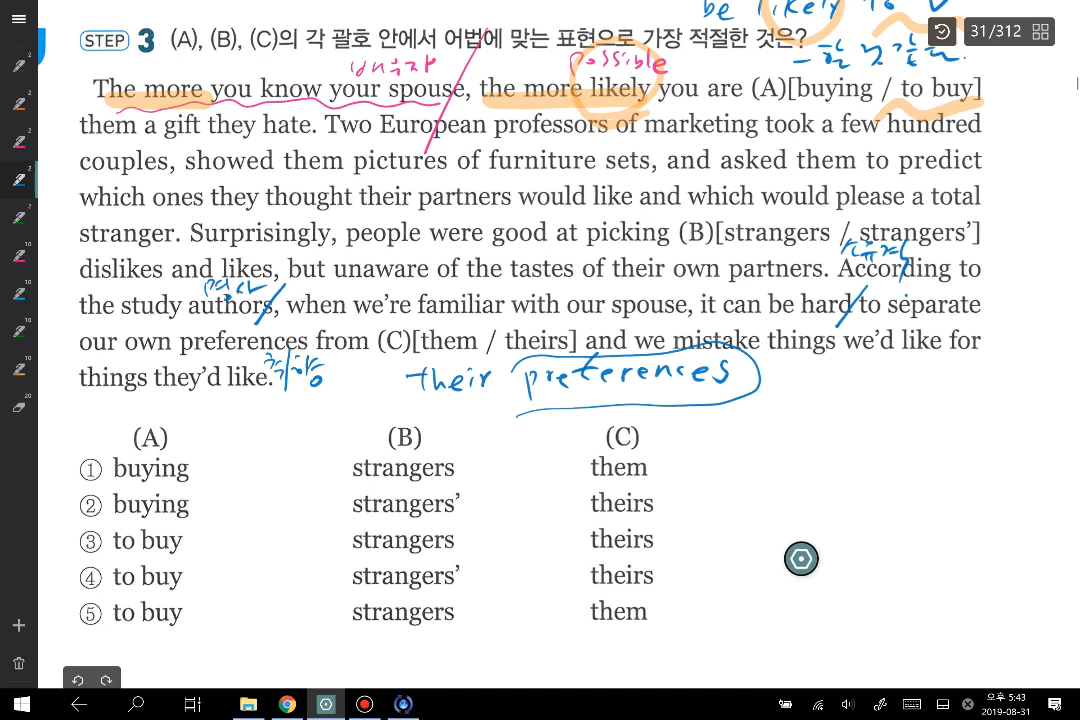 be likely to V
STEP 3 (A), (B), (C)의 각 괄호 안에서 어법에 맞는 표현으로 가장 적절한 것은?
31/312
배우자
possible
The more you know your spouse, the more likely you are (A)[buying / to buy]
them a gift they hate. Two European professors of marketing took a few hundred
couples, showed them pictures of furniture sets, and asked them to predict
which ones they thought their partners would like and which would please a total
stranger. Surprisingly, people were good at picking (B)[strangers / strangers’]
dislikes and likes, but unaware of the tastes of their own partners. According to
the study authors, when we’re familiar with our spouse, it can be hard to separate
our own preferences from (C)[them / theirs] and we mistake things we’d like for
things they’d like.
their preferences
(A) (B) (C)
① buying strangers them
② buying strangers’ theirs
③ to buy strangers theirs
④ to buy strangers’ theirs
⑤ to buy strangers them
오후 5:43
2019-08-31